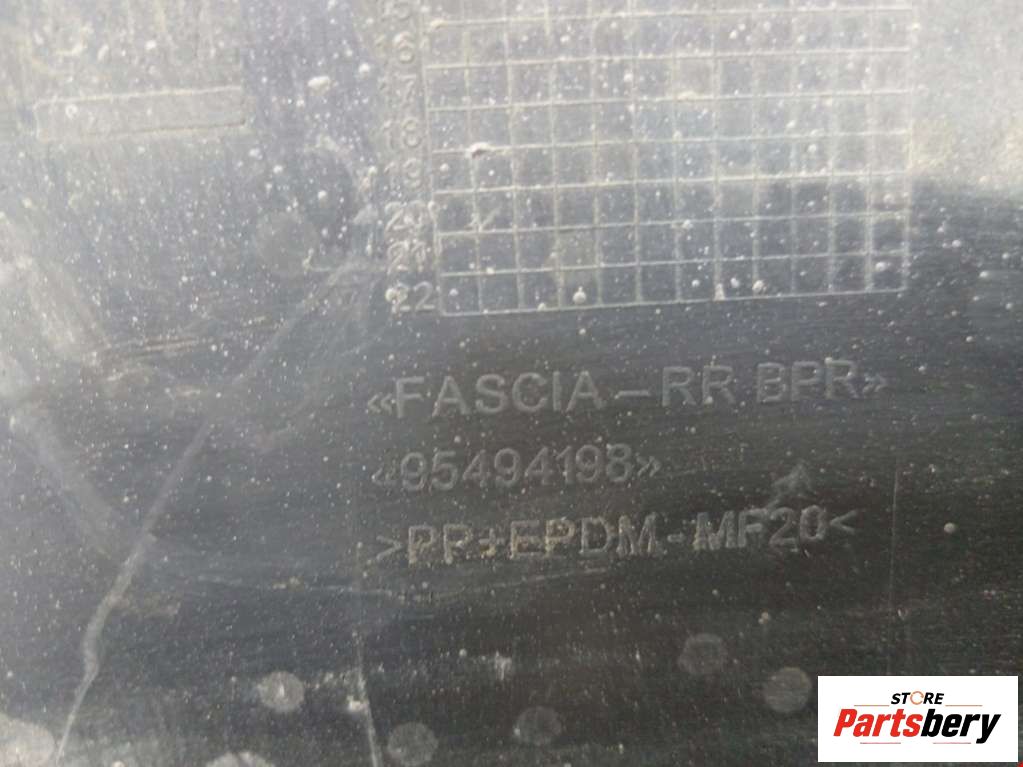 16
17
18
19
20
21
22
«FASCIA-RR BPR»
«95494198»
>PP+EPDM-MF20<
STORE
Partsbery